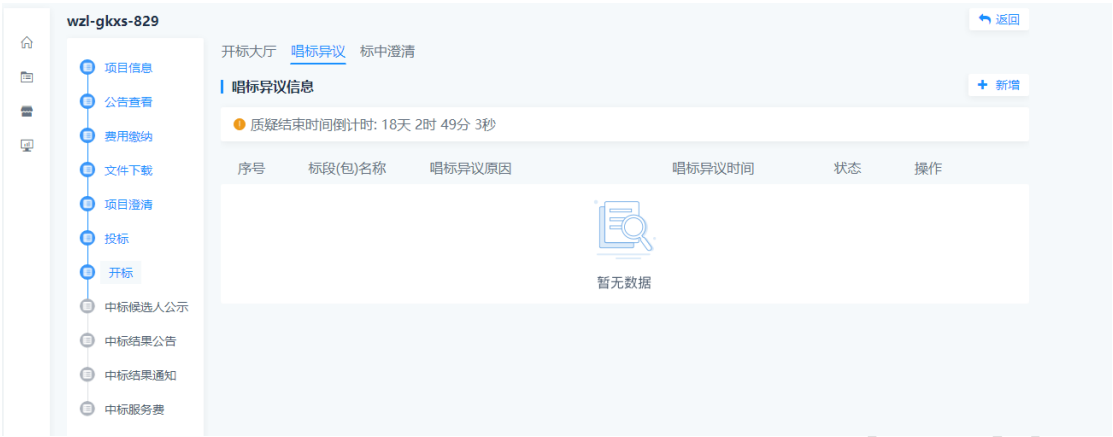 wzl-gkxs-829
返回
项目信息
公告查看
费用缴纳
文件下载
项目澄清
投标
开标
中标候选人公示
中标结果公告
中标结果通知
中标服务费
开标大厅 唱标异议 标中澄清
唱标异议信息
新增
质疑结束时间倒计时: 18天 2时 49分 3秒
序号 标段(包)名称 唱标异议原因 唱标异议时间 状态 操作
暂无数据